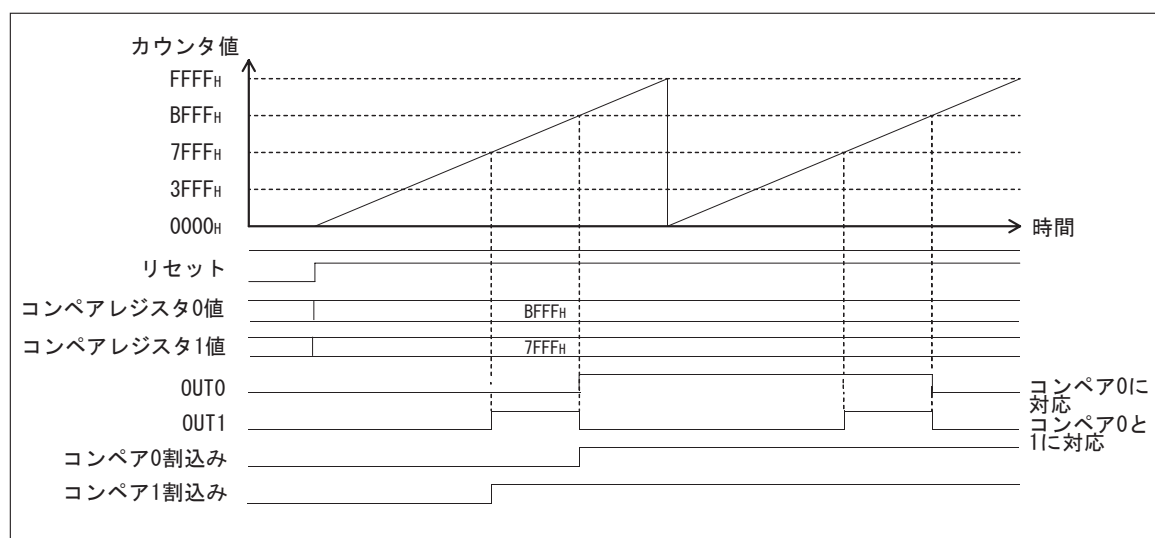 カウンタ値
FFFFH
BFFFH
7FFFH
3FFFH
0000H
時間
リセット
コンペアレジスタ0値
BFFFH
コンペアレジスタ1値
7FFFH
OUT0
コンペア0に
対応
OUT1
コンペア0と
1に対応
コンペア0割込み
コンペア1割込み